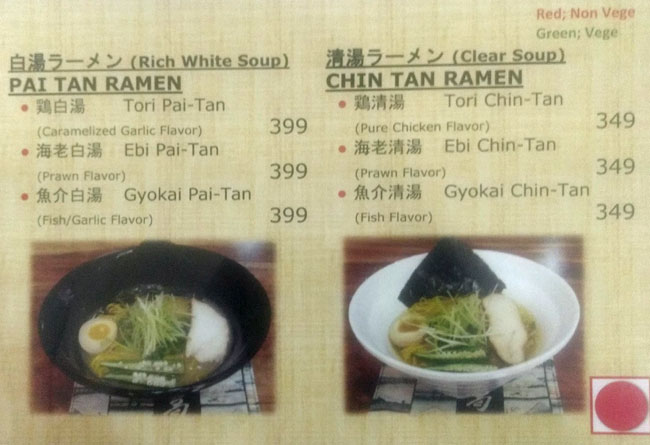 Red; Non Vege
Green; Vege
白湯ラーメン (Rich White Soup)
PAI TAN RAMEN
鶏白湯 Tori Pai-Tan
(Caramelized Garlic Flavor) 399
海老白湯 Ebi Pai-Tan
(Prawn Flavor) 399
魚介白湯 Gyokai Pai-Tan
(Fish/Garlic Flavor) 399
清湯ラーメン (Clear Soup)
CHIN TAN RAMEN
鶏清湯 Tori Chin-Tan
(Pure Chicken Flavor) 349
海老清湯 Ebi Chin-Tan
(Prawn Flavor) 349
魚介清湯 Gyokai Chin-Tan
(Fish Flavor) 349